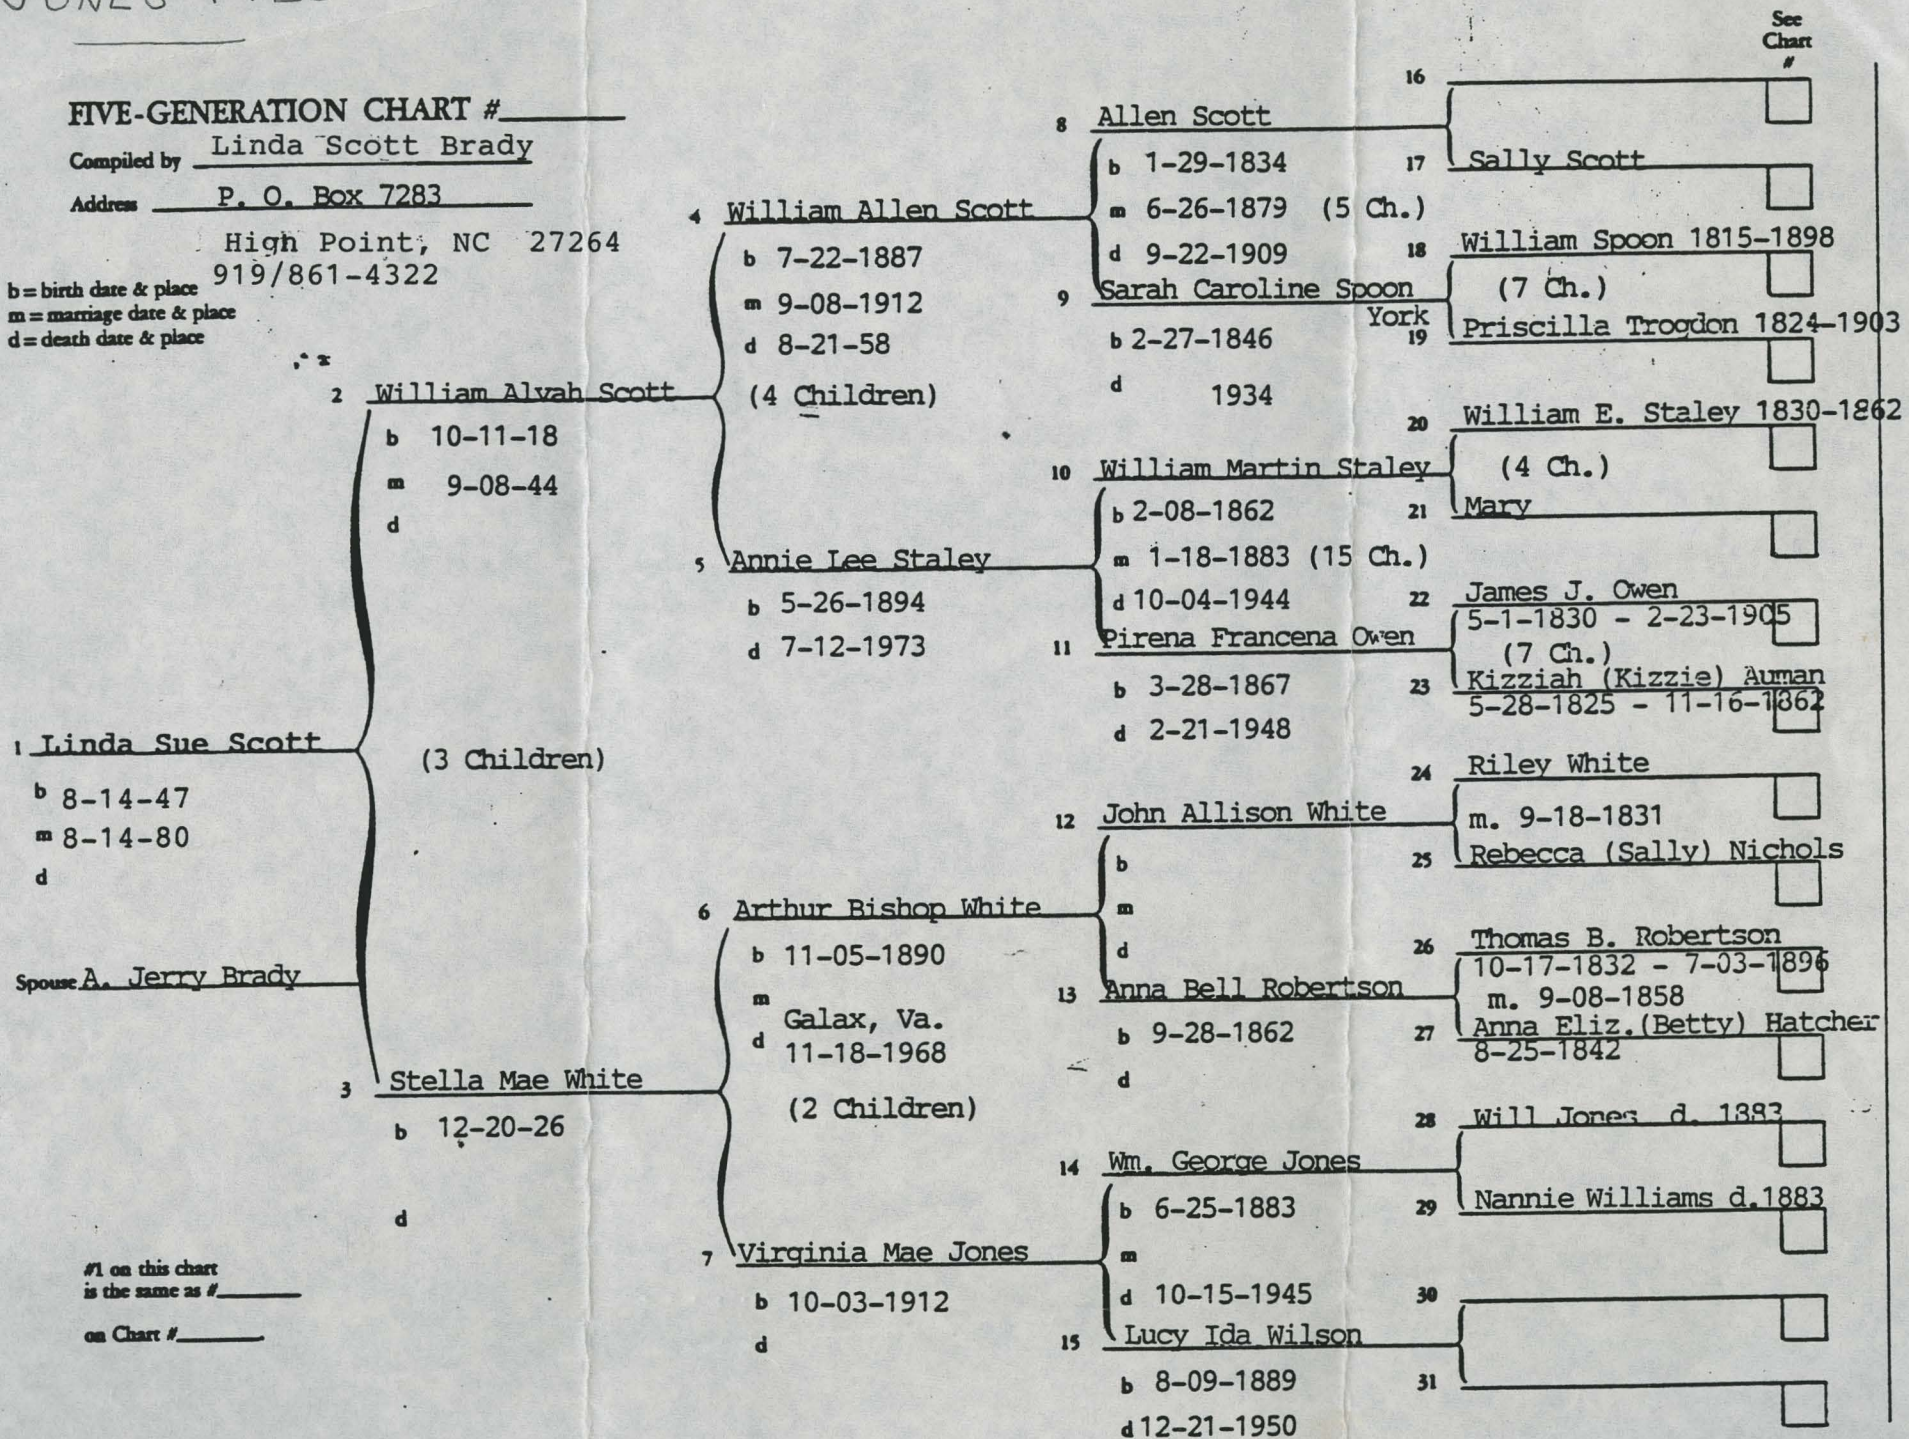 JONES
FIVE-GENERATION CHART #
Compiled by Linda Scott Brady
Address P. O. Box 7283
High Point, NC 27264
919/861-4322
b = birth date & place
m = marriage date & place
d = death date & place
1 Linda Sue Scott
b 8-14-47
m 8-14-80
d
Spouse A. Jerry Brady
#1 on this chart
is the same as #
on Chart #
2 William Alvah Scott
b 10-11-18
m 9-08-44
d
(3 Children)
3 Stella Mae White
b 12-20-26
d
4 William Allen Scott
b 7-22-1887
m 9-08-1912
d 8-21-58
(4 Children)
5 Annie Lee Staley
b 5-26-1894
d 7-12-1973
6 Arthur Bishop White
b 11-05-1890
m
Galax, Va.
d 11-18-1968
(2 Children)
7 Virginia Mae Jones
b 10-03-1912
d
8 Allen Scott
b 1-29-1834
m 6-26-1879 (5 Ch.)
d 9-22-1909
9 Sarah Caroline Spoon
York
b 2-27-1846
d 1934
10 William Martin Staley
b 2-08-1862
m 1-18-1883 (15 Ch.)
d 10-04-1944
11 Pirena Francena Owen
b 3-28-1867
d 2-21-1948
12 John Allison White
b
m
d
13 Anna Bell Robertson
b 9-28-1862
d
14 Wm. George Jones
b 6-25-1883
m
d 10-15-1945
15 Lucy Ida Wilson
b 8-09-1889
d 12-21-1950
See
Chart
#
16
17 Sally Scott
18 William Spoon 1815-1898
(7 Ch.)
19 Priscilla Trogdon 1824-1903
20 William E. Staley 1830-1862
(4 Ch.)
21 Mary
22 James J. Owen
5-1-1830 - 2-23-1905
(7 Ch.)
23 Kizziah (Kizzie) Auman
5-28-1825 - 11-16-1862
24 Riley White
m. 9-18-1831
25 Rebecca (Sally) Nichols
26 Thomas B. Robertson
10-17-1832 - 7-03-1896
m. 9-08-1858
27 Anna Eliz.(Betty) Hatcher
8-25-1842
28 Will Jones d. 1883
29 Nannie Williams d.1883
30
31